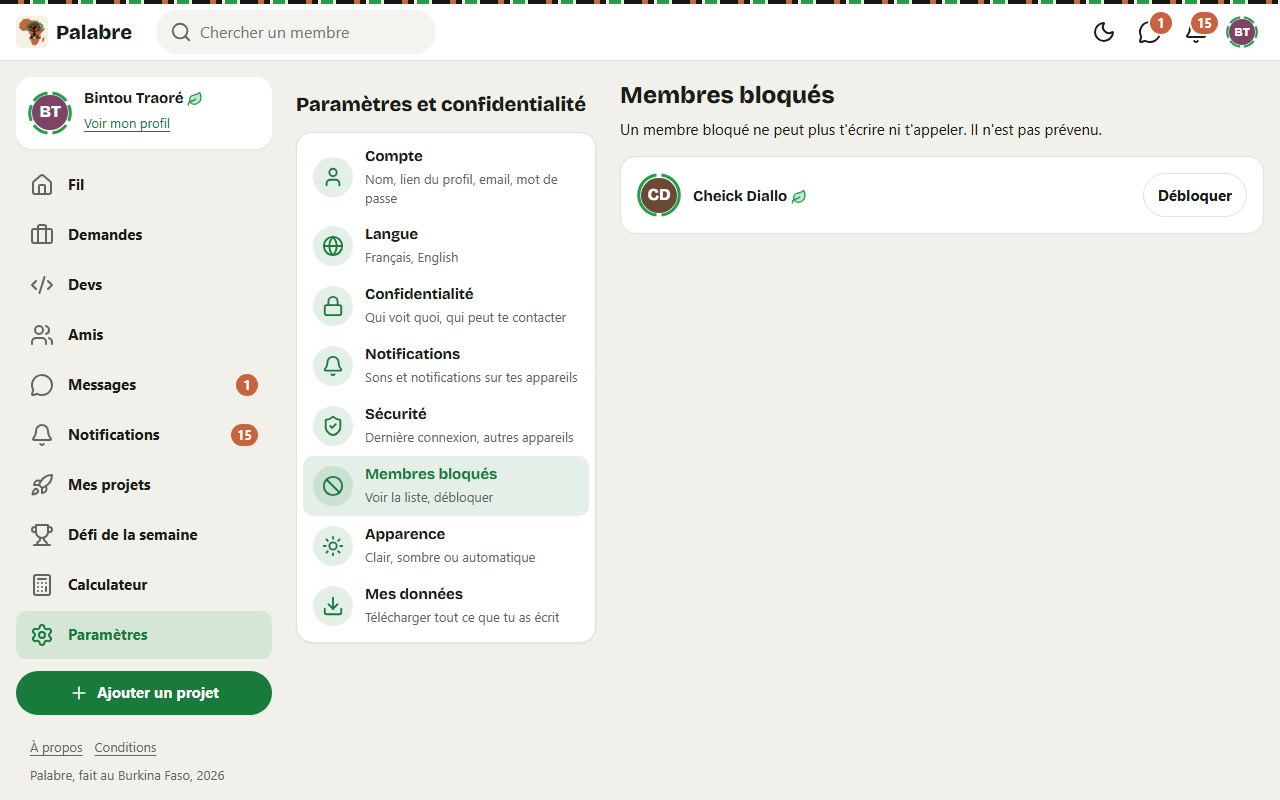 Palabre
Chercher un membre
1
15
BT
BT
Bintou Traoré
Voir mon profil
Fil
Demandes
Devs
Amis
Messages
1
Notifications
15
Mes projets
Défi de la semaine
Calculateur
Paramètres
Ajouter un projet
À propos
Conditions
Palabre, fait au Burkina Faso, 2026
Paramètres et confidentialité
Compte
Nom, lien du profil, email, mot de
passe
Langue
Français, English
Confidentialité
Qui voit quoi, qui peut te contacter
Notifications
Sons et notifications sur tes appareils
Sécurité
Dernière connexion, autres appareils
Membres bloqués
Voir la liste, débloquer
Apparence
Clair, sombre ou automatique
Mes données
Télécharger tout ce que tu as écrit
Membres bloqués
Un membre bloqué ne peut plus t'écrire ni t'appeler. Il n'est pas prévenu.
CD
Cheick Diallo
Débloquer